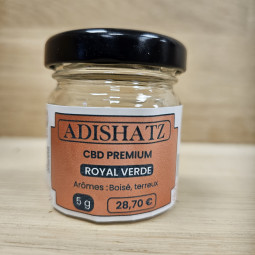 ADISHATZ
CBD PREMIUM
ROYAL VERDE
Arômes : Boisé, terreux
5 g
28,70 €